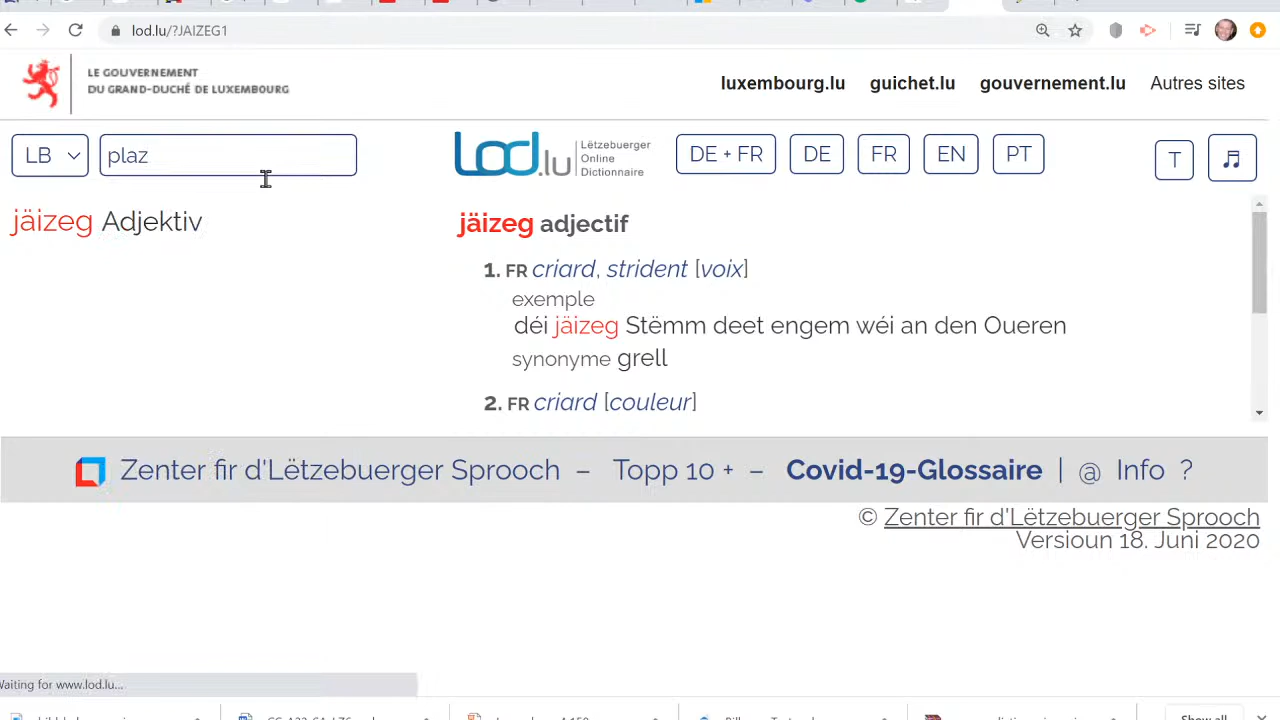 lod.lu/?JAIZEG1
LE GOUVERNEMENT
DU GRAND-DUCHÉ DE LUXEMBOURG
luxembourg.lu guichet.lu gouvernement.lu Autres sites
LB plaz
Lod.lu Lëtzebuerger
Online
Dictionnaire
DE + FR DE FR EN PT T
jäizeg Adjektiv
jäizeg adjectif
1. FR criard, strident [voix]
exemple
déi jäizeg Stëmm deet engem wéi an den Oueren
synonyme grell
2. FR criard [couleur]
Zenter fir d'Lëtzebuerger Sprooch – Topp 10 + – Covid-19-Glossaire | @ Info ?
© Zenter fir d'Lëtzebuerger Sprooch
Versioun 18. Juni 2020
Waiting for www.lod.lu...
Show all